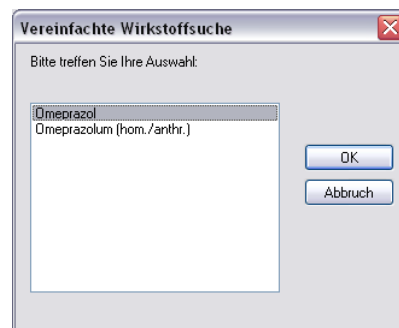 Vereinfachte Wirkstoffsuche
Bitte treffen Sie Ihre Auswahl:
Omeprazol
Omeprazolum (hom./anthr.)
OK
Abbruch